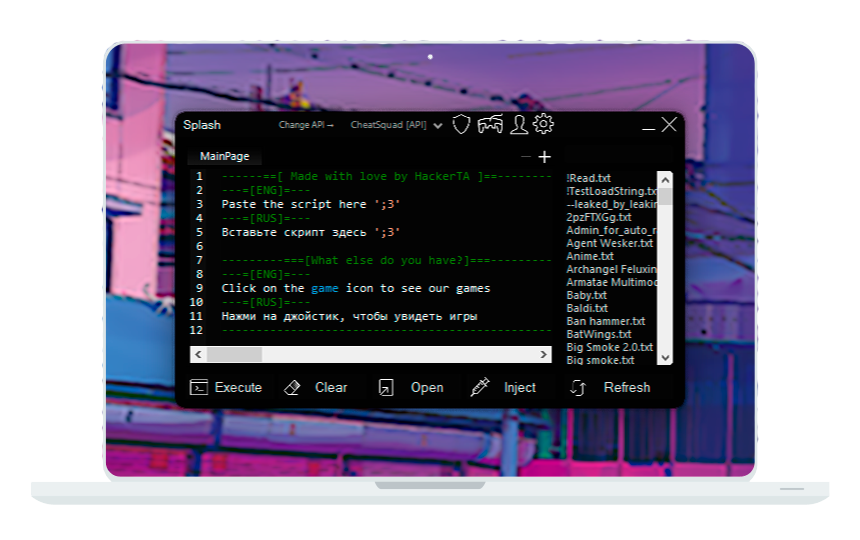 Splash
Change API→ CheatSquad [API]
MainPage
1 ------==[ Made with love by HackerTA ]==---------
2 ---=[ENG]=---
3 Paste the script here ';3'
4 ---=[RUS]=---
5 Вставьте скрипт здесь ';3'
6
7 ---------===[What else do you have?]===----------
8 ---=[ENG]=---
9 Click on the game icon to see our games
10 ---=[RUS]=---
11 Нажми на джойстик, чтобы увидеть игры
12 -------------------------------------------------
!Read.txt
!TestLoadString.tx
--leaked_by_leakin
2pzFTXGg.txt
Admin_for_auto_r
Agent Wesker.txt
Anime.txt
Archangel Feluxin
Armatae Multimod
Baby.txt
Baldi.txt
Ban hammer.txt
BatWings.txt
Big Smoke 2.0.txt
Big smoke.txt
Execute Clear Open Inject Refresh